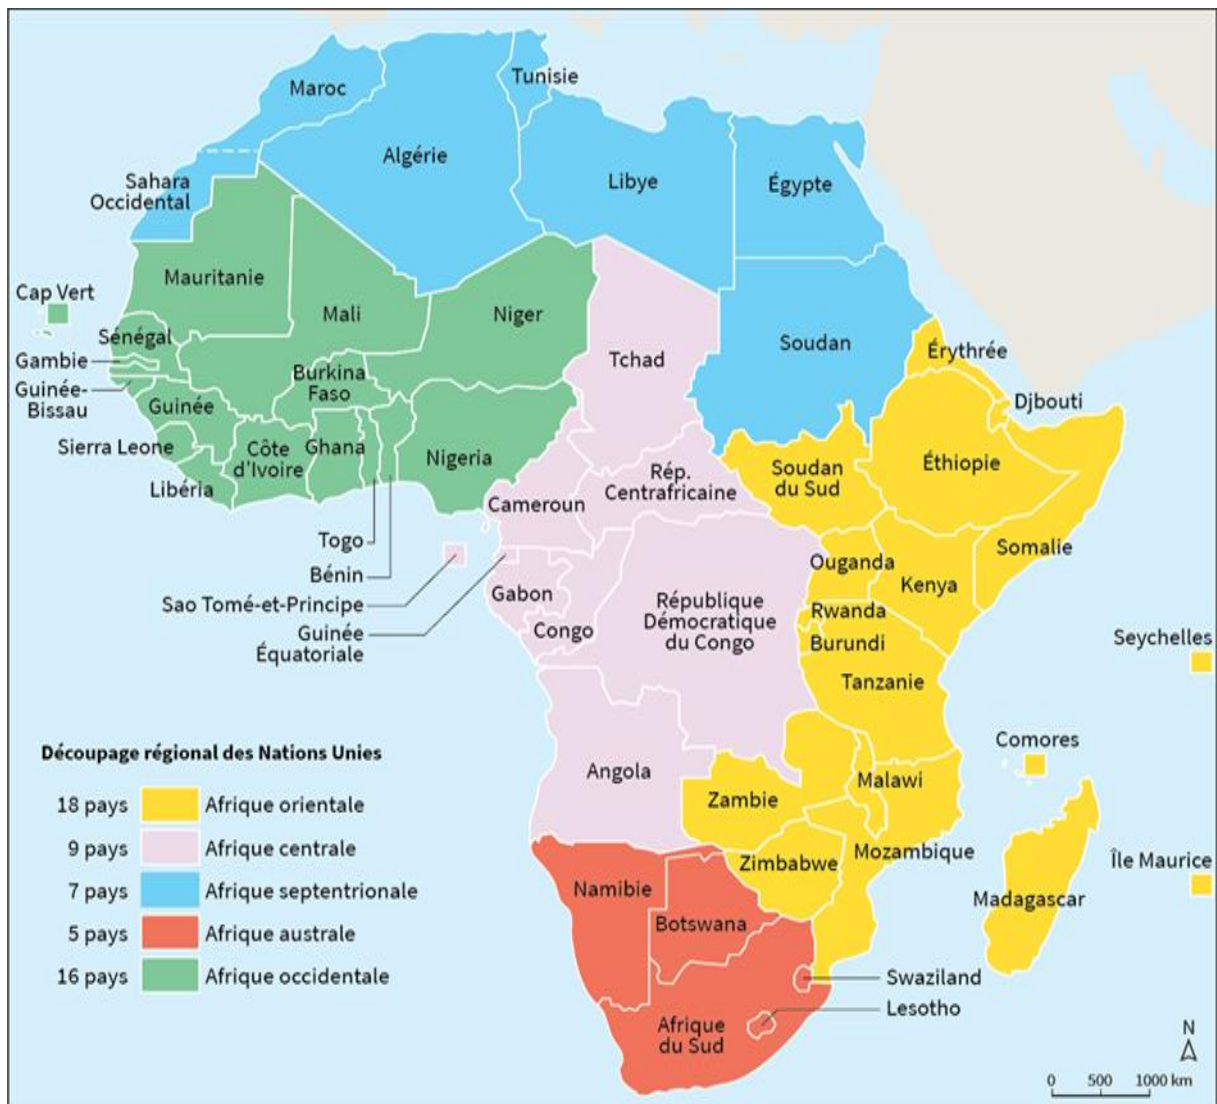 Tunisie
Maroc
Algérie
Sahara
Occidental
Libye
Égypte
Mauritanie
Cap Vert
Mali
Niger
Sénégal
Soudan
Érythrée
Tchad
Gambie
Burkina
Faso
Guinée-
Bissau
Djbouti
Guinée
Sierra Leone
Côte
d'Ivoire
Ghana
Nigeria
Éthiopie
Soudan
du Sud
Rép.
Centrafricaine
Libéria
Cameroun
Togo
Somalie
Ouganda
Bénin
Kenya
Gabon
Sao Tomé-et-Principe
République
Démocratique
du Congo
Rwanda
Guinée
Équatoriale
Congo
Burundi
Seychelles
Tanzanie
Comores
Angola
Malawi
Zambie
Mozambique
Zimbabwe
Île Maurice
Namibie
Madagascar
Botswana
Swaziland
Lesotho
Afrique
du Sud
Découpage régional des Nations Unies
18 pays Afrique orientale
9 pays Afrique centrale
7 pays Afrique septentrionale
5 pays Afrique australe
16 pays Afrique occidentale
N
0 500 1000 km